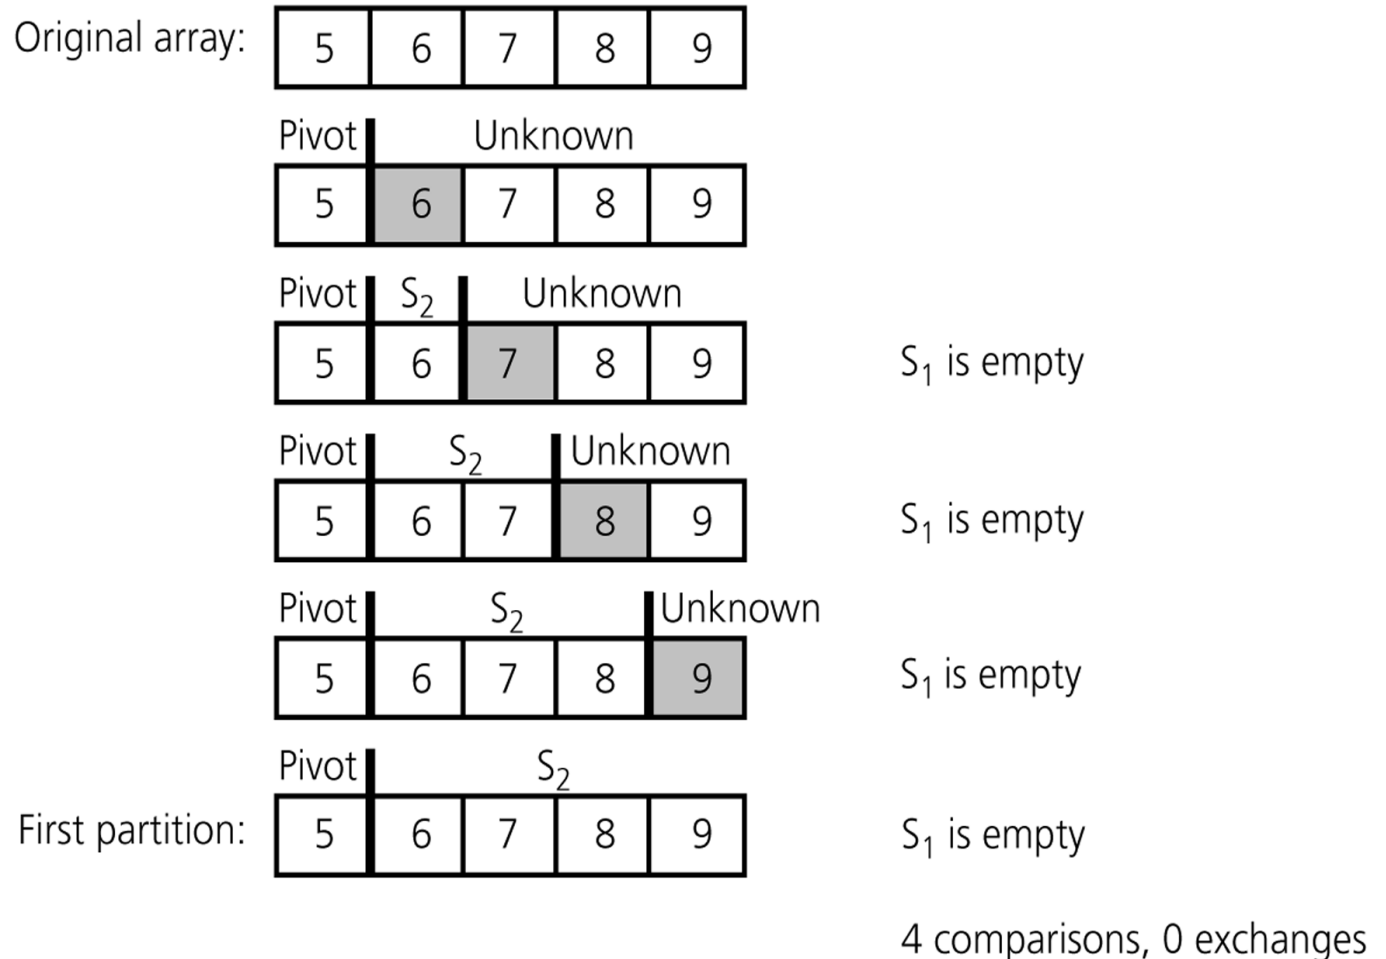 Original array: 5 6 7 8 9
Pivot Unknown
5 6 7 8 9
Pivot S2 Unknown
5 6 7 8 9 S1 is empty
Pivot S2 Unknown
5 6 7 8 9 S1 is empty
Pivot S2 Unknown
5 6 7 8 9 S1 is empty
Pivot S2
First partition: 5 6 7 8 9 S1 is empty
4 comparisons, 0 exchanges